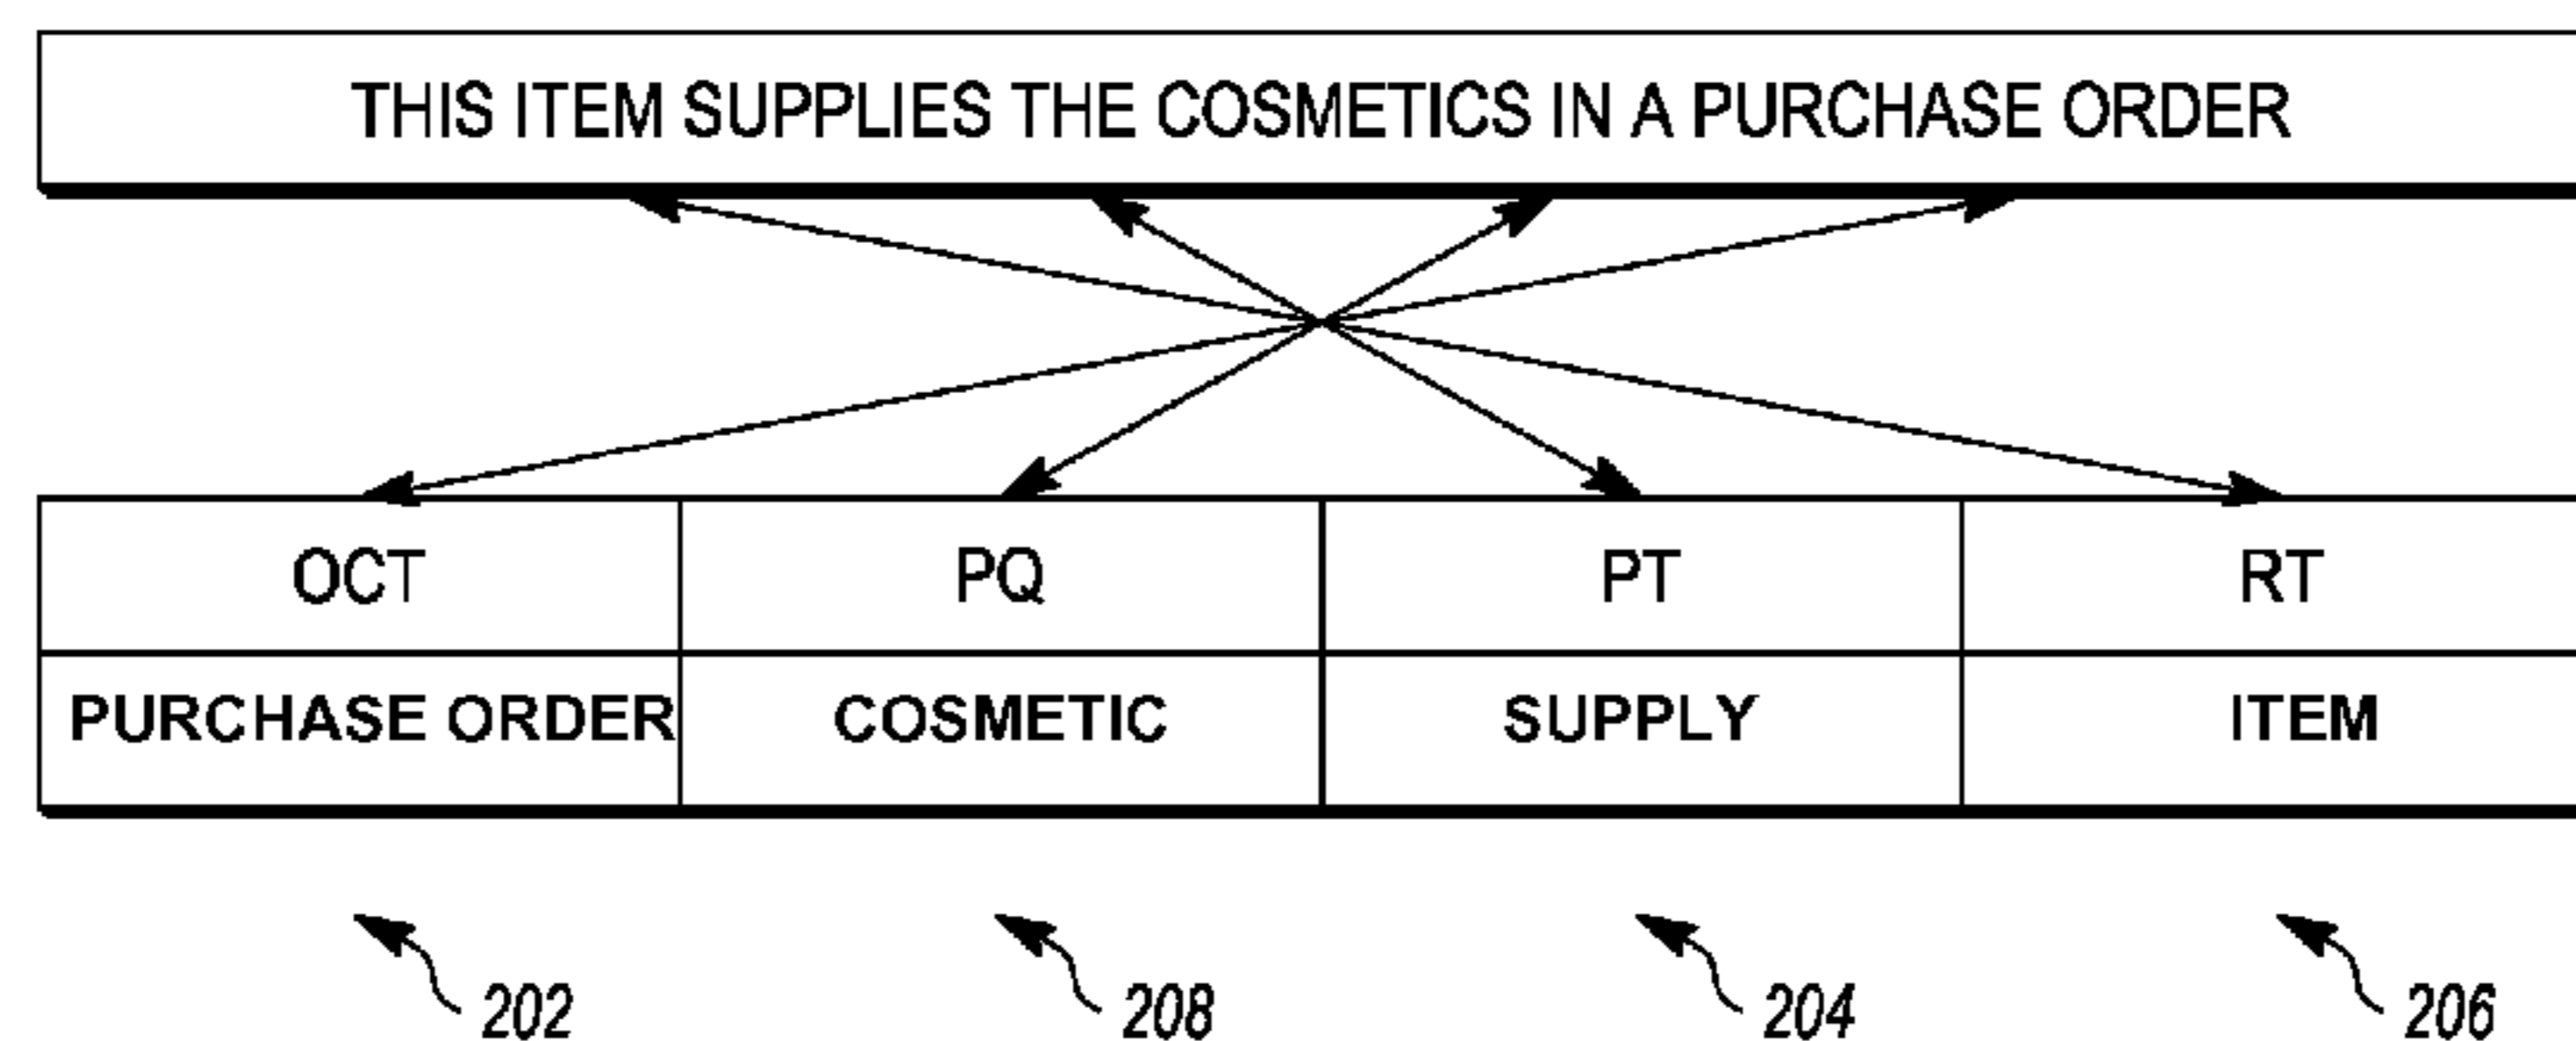 THIS ITEM SUPPLIES THE COSMETICS IN A PURCHASE ORDER
OCT PQ PT RT
PURCHASE ORDER COSMETIC SUPPLY ITEM
202 208 204 206